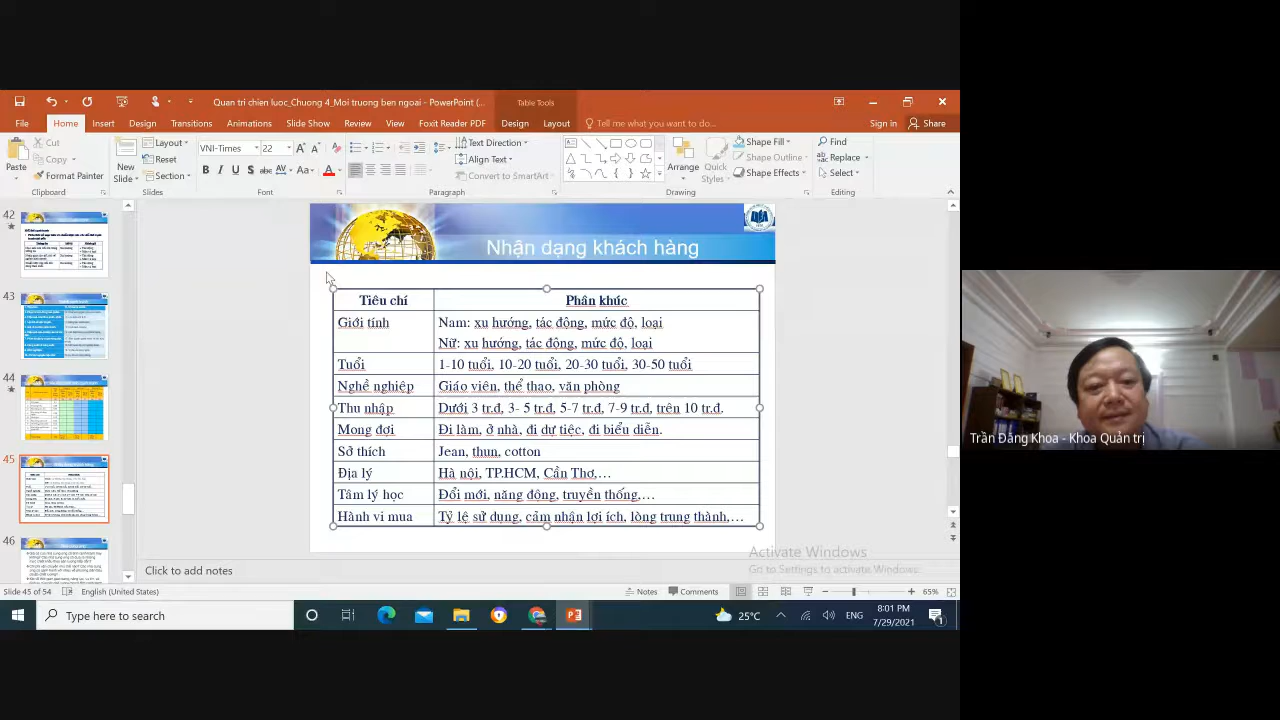 Quan tri chien luoc_Chuong 4_Moi truong ben ngoai - PowerPoint (...
Table Tools
File Home Insert Design Transitions Animations Slide Show Review View Foxit Reader PDF Design Layout Tell me what you want to do...
Sign in Share
Paste
Cut
Copy
Format Painter
Clipboard
New Slide
Layout
Reset
Section
Slides
VNI-Times 22
B I U S abc AV Aa A
Font
Text Direction
Align Text
Convert to SmartArt
Paragraph
Arrange
Quick Styles
Shape Fill
Shape Outline
Shape Effects
Drawing
Find
Replace
Select
Editing
42
43
44
45
46
dạng khách hàng
Tiêu chí Phân khúc
Giới tính Nam: xu hướng, tác động, mức độ, loại
Nữ: xu hướng, tác động, mức độ, loại
Tuổi 1-10 tuổi, 10-20 tuổi, 20-30 tuổi, 30-50 tuổi
Nghề nghiệp Giáo viên, thể thao, văn phòng
Thu nhập Dưới 3 tr.đ, 3- 5 tr.đ, 5-7 tr.đ, 7-9 tr.đ, trên 10 tr.đ.
Mong đợi Đi làm, ở nhà, đi dự tiệc, đi biểu diễn.
Sở thích Jean, thun, cotton
Địa lý Hà nội, TPHCM, Cần Thơ,…
Tâm lý học Đổi mới, năng động, truyền thống,…
Hành vi mua Tỷ lệ sử dụng, cảm nhận lợi ích, lòng trung thành,…
Activate Windows
Go to Settings to activate Windows.
Click to add notes
Slide 45 of 54 English (United States) Notes Comments 65%
Type here to search
25°C ENG
8:01 PM
7/29/2021
Trần Đăng Khoa - Khoa Quản trị